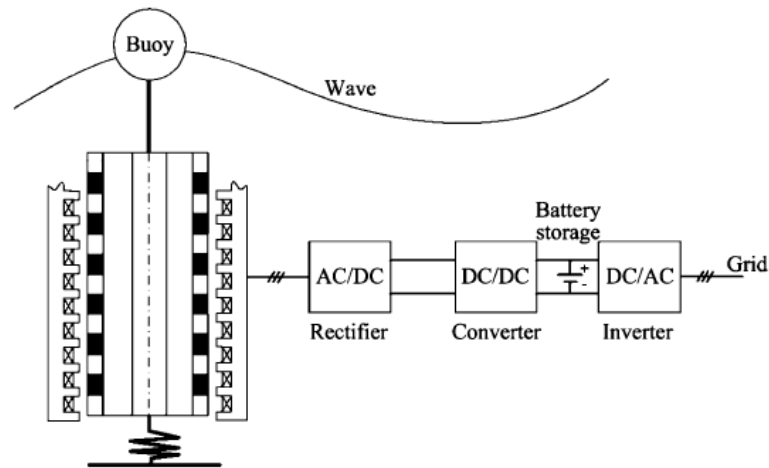 Buoy
Wave
Battery
storage
AC/DC
DC/DC
+
-
DC/AC
Grid
Rectifier
Converter
Inverter